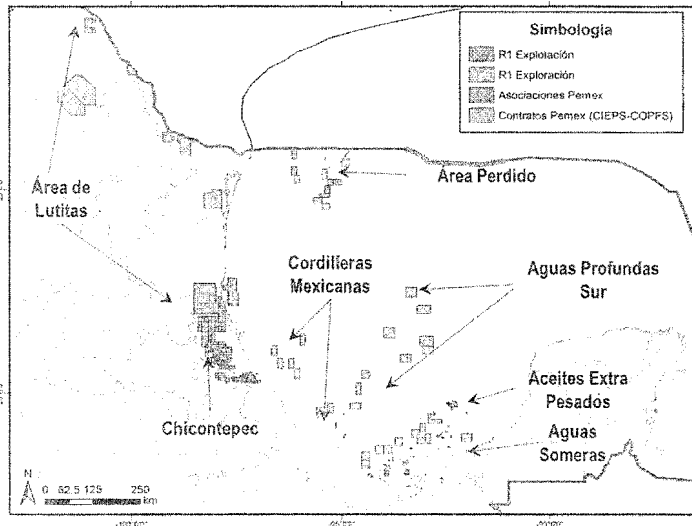 Simbología
R1 Explotación
R1 Exploración
Asociaciones Pemex
Contratos Pemex (CIEPS-COPFS)
Área Perdido
Área de
Lutitas
Cordilleras
Mexicanas
Aguas Profundas
Sur
Aceites Extra
Pesados
Chicontepec
Aguas
Someras
N
0 62.5 125 250
km